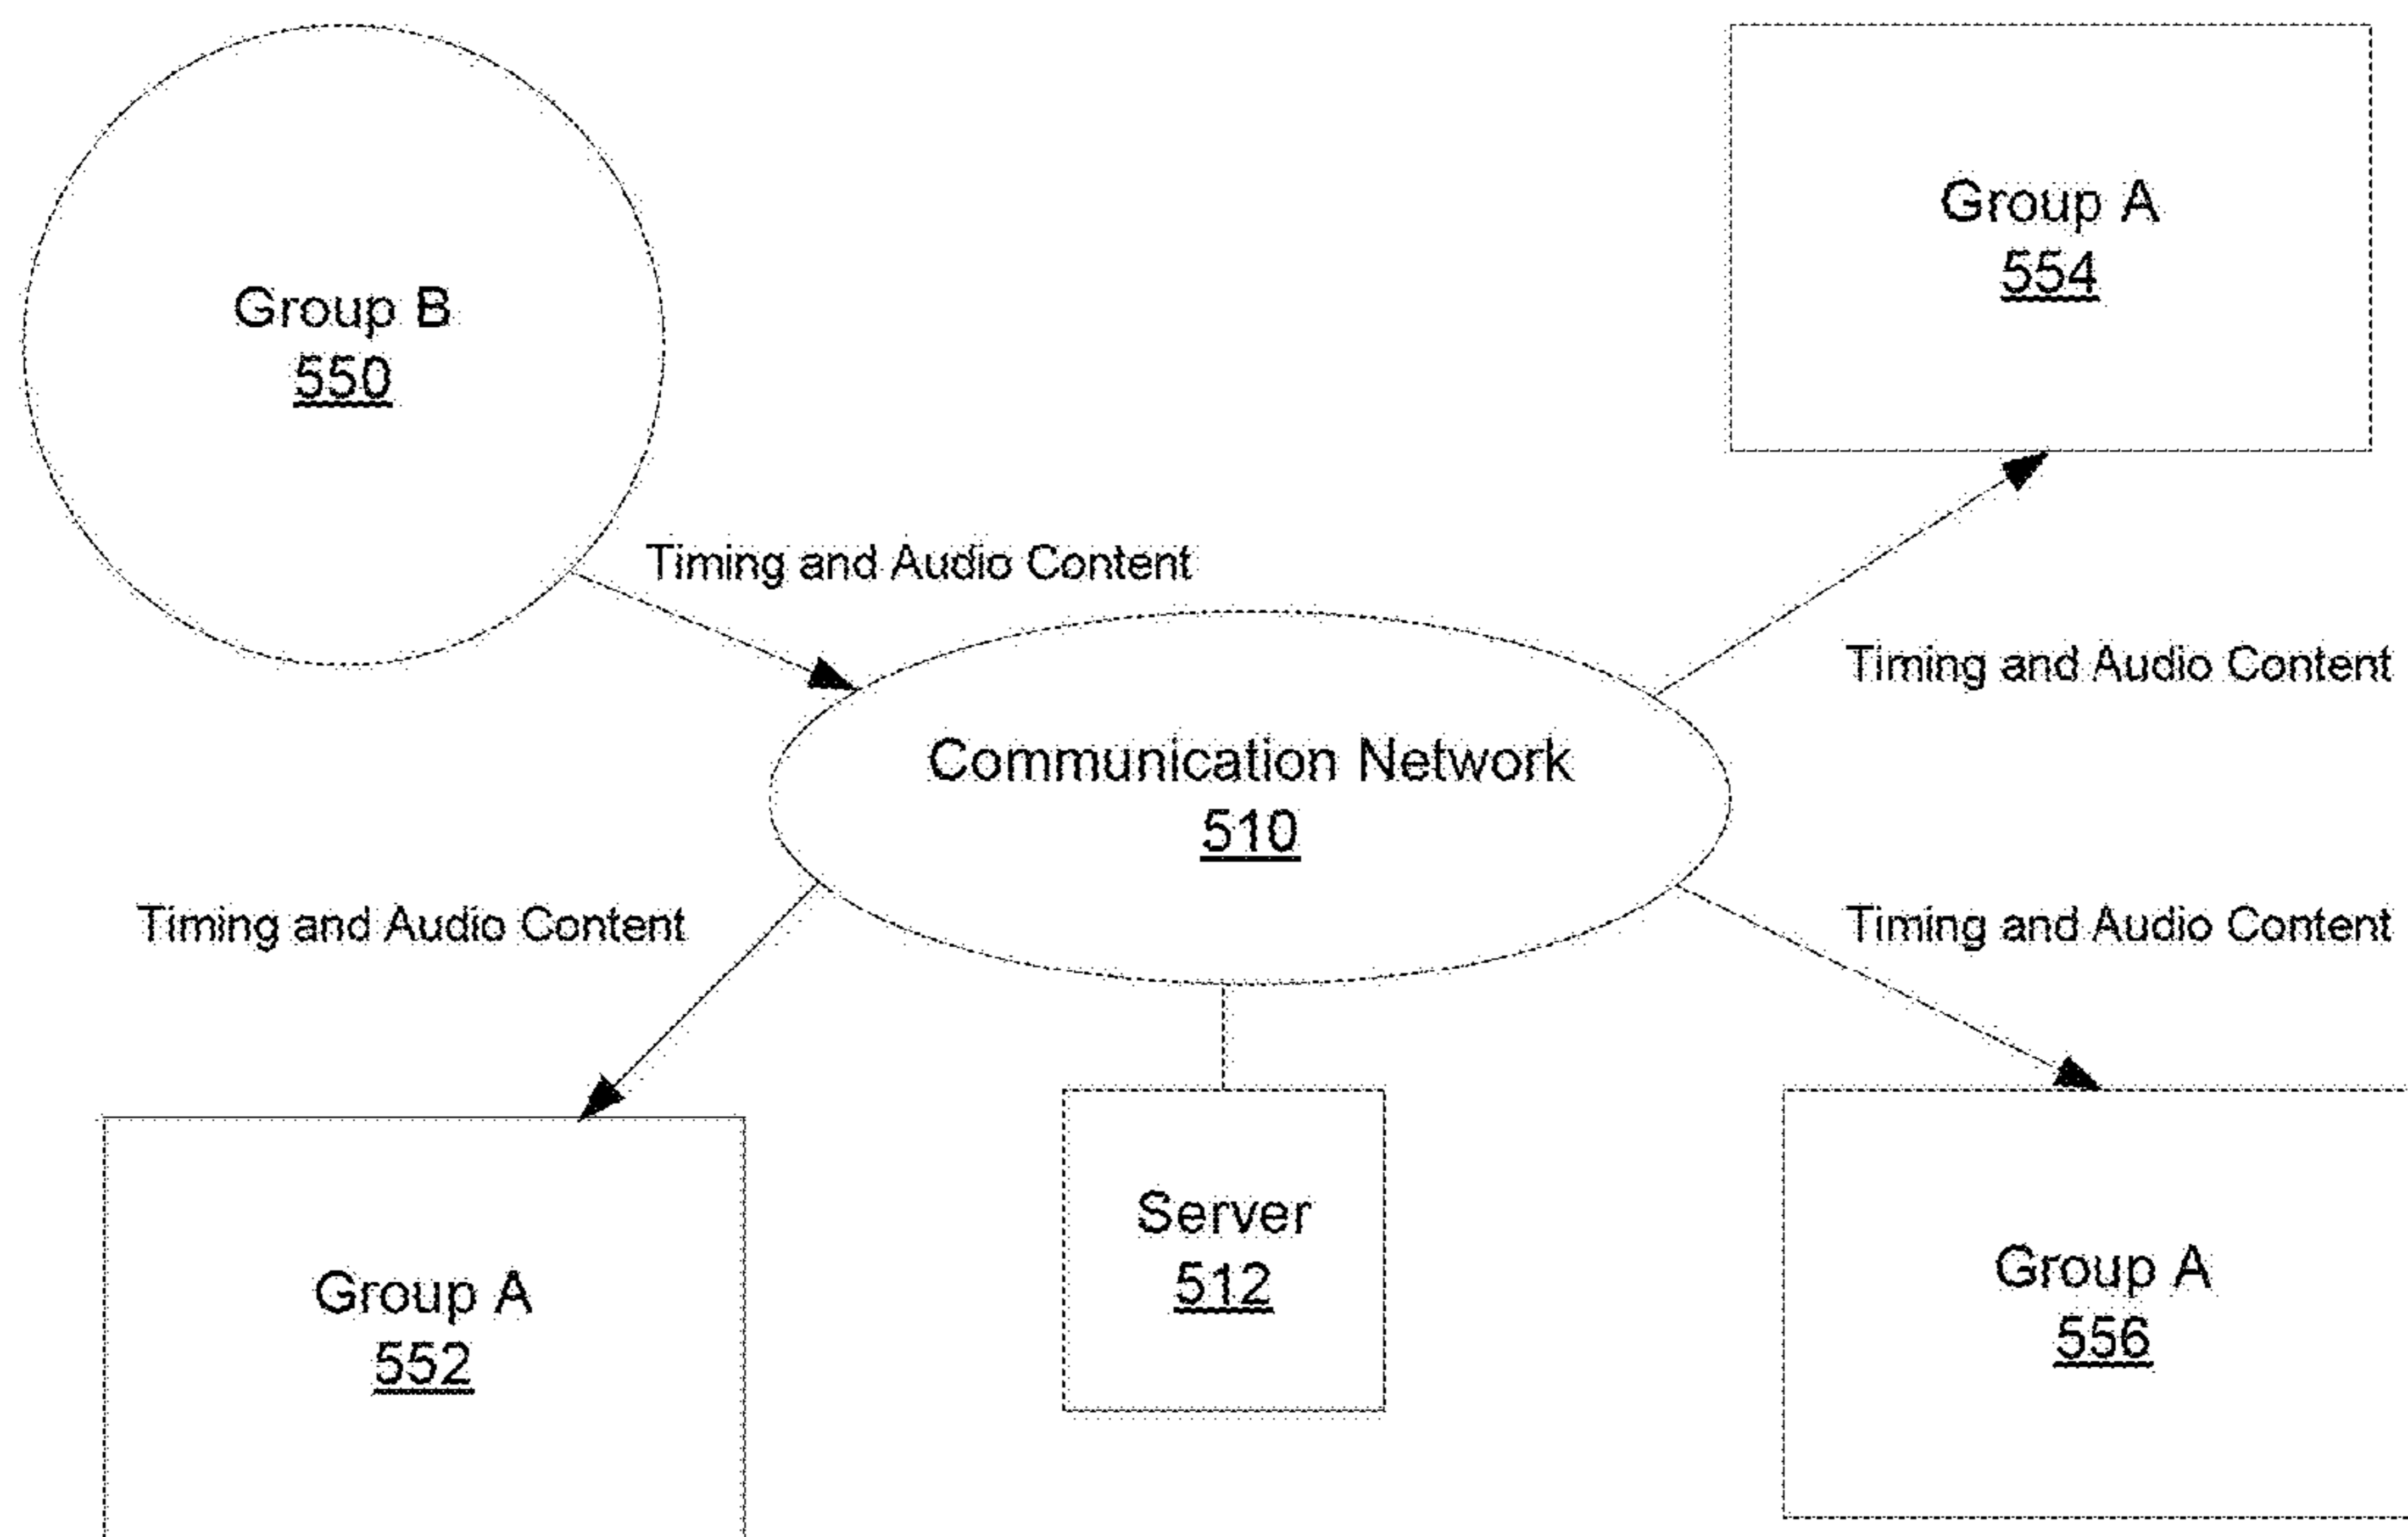 Group B
550
Group A
554
Timing and Audio Content
Timing and Audio Content
Communication Network
510
Timing and Audio Content
Timing and Audio Content
Server
512
Group A
552
Group A
556